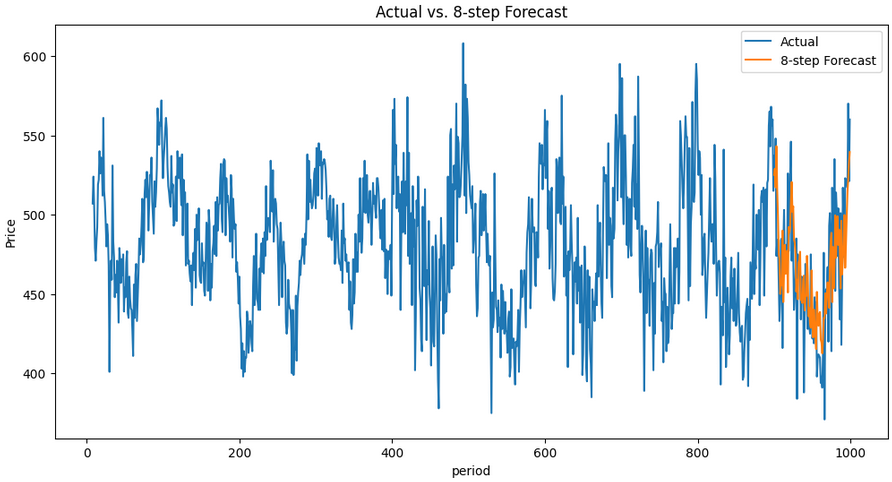 Actual vs. 8-step Forecast
Actual
8-step Forecast
600
550
500
450
400
Price
0
200
400
600
800
1000
period